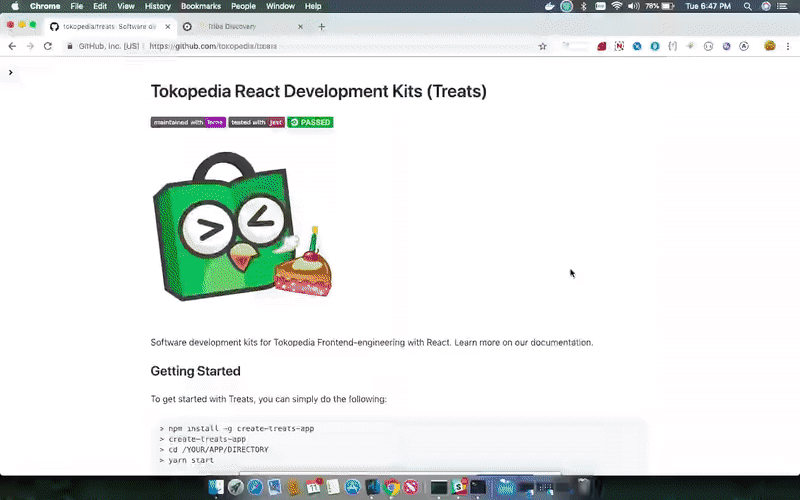 Chrome File Edit View History Bookmarks People Window Help 78% Tue 6:47 PM
tokopedia/treats: Software de
Tribe Discovery
GitHub, Inc. [US] https://github.com/tokopedia/treats
Tokopedia React Development Kits (Treats)
maintained with lerna tested with jest PASSED
Software development kits for Tokopedia Frontend-engineering with React. Learn more on our documentation.
Getting Started
To get started with Treats, you can simply do the following:
> npm install -g create-treats-app
> create-treats-app
> cd /YOUR/APP/DIRECTORY
> yarn start